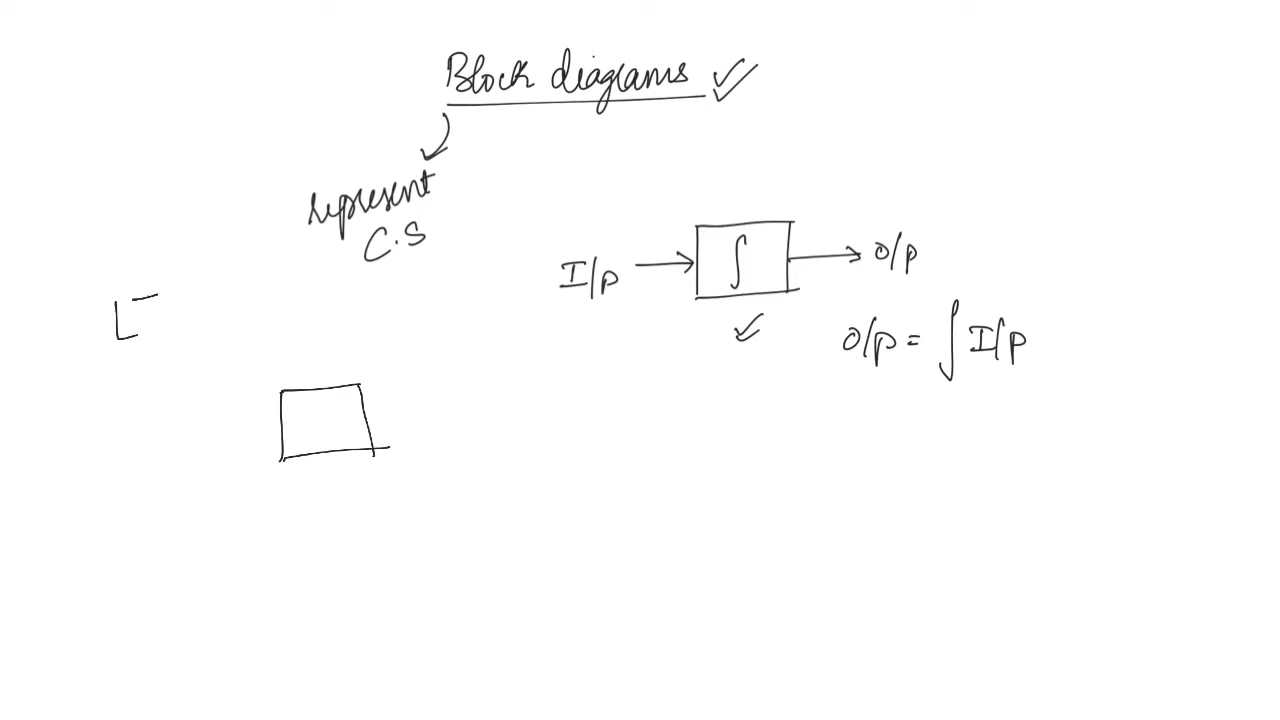 Block diagrams
represent
C.S
I/p → ∫ → O/p
O/p = ∫ I/p